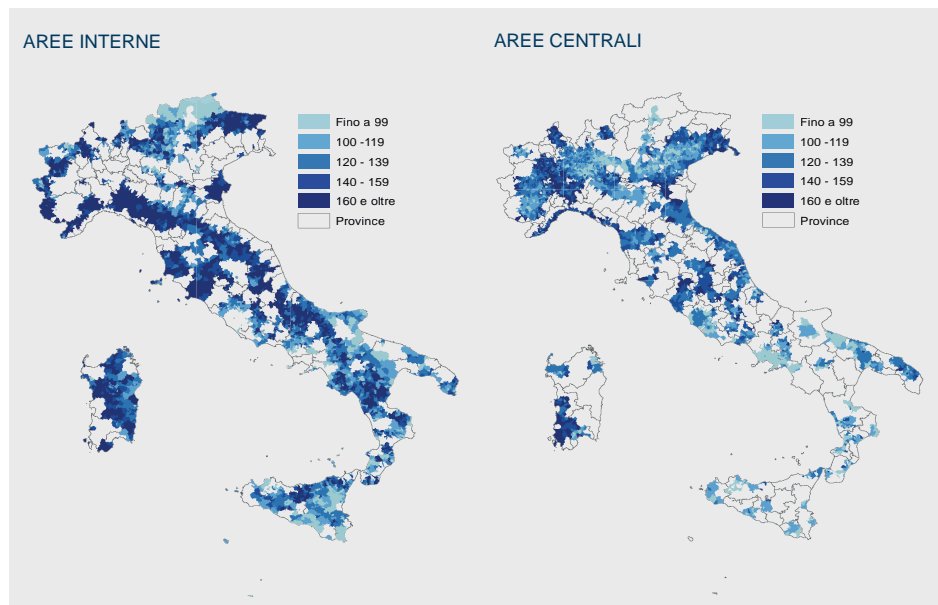 AREE INTERNE
Fino a 99
100 -119
120 - 139
140 - 159
160 e oltre
Province
AREE CENTRALI
Fino a 99
100 -119
120 - 139
140 - 159
160 e oltre
Province